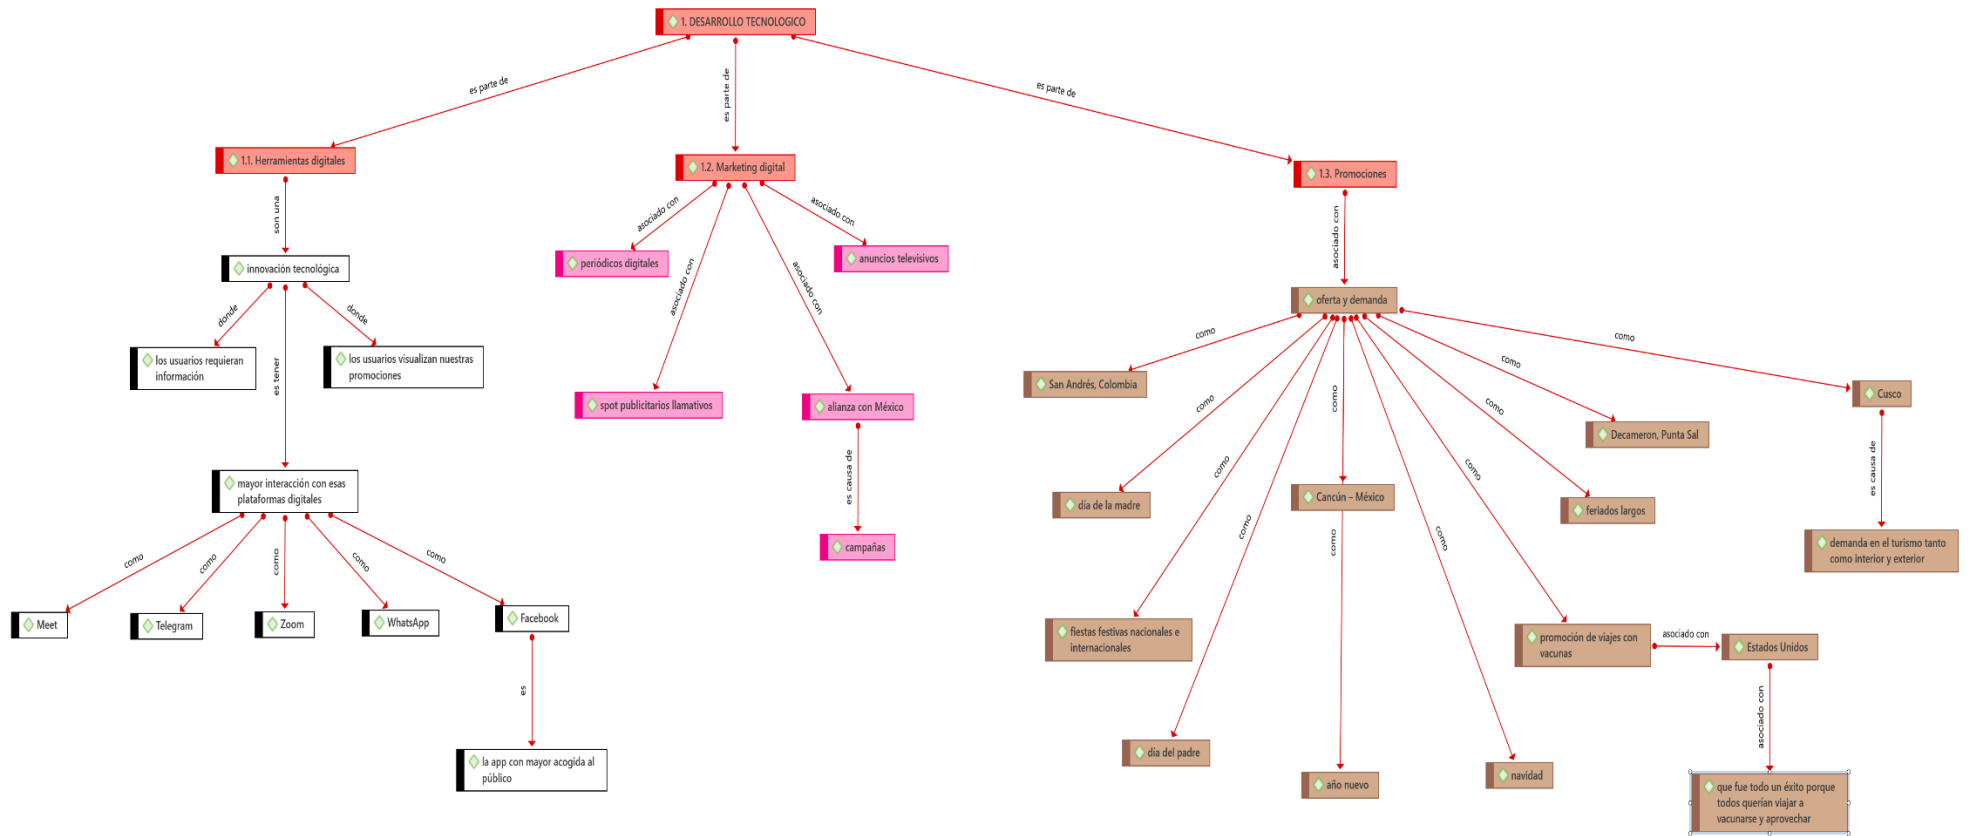 1. DESARROLLO TECNOLOGICO
es parte de
es parte de
es parte de
1.1. Herramientas digitales
1.2. Marketing digital
1.3. Promociones
son una
asociado con
asociado con
asociado con
asociado con
asociado con
innovación tecnológica
periódicos digitales
anuncios televisivos
oferta y demanda
donde
es tener
donde
los usuarios requieran
información
los usuarios visualizan nuestras
promociones
spot publicitarios llamativos
alianza con México
es causa de
campañas
mayor interacción con esas
plataformas digitales
como
como
como
como
como
Meet
Telegram
Zoom
WhatsApp
Facebook
es
la app con mayor acogida al
público
como
como
como
como
como
como
como
como
como
como
San Andrés, Colombia
Cusco
Decameron, Punta Sal
día de la madre
Cancún – México
feriados largos
es causa de
demanda en el turismo tanto
como interior y exterior
como
fiestas festivas nacionales e
internacionales
promoción de viajes con
vacunas
asociado con
Estados Unidos
asociado con
día del padre
año nuevo
navidad
que fue todo un éxito porque
todos querían viajar a
vacunarse y aprovechar